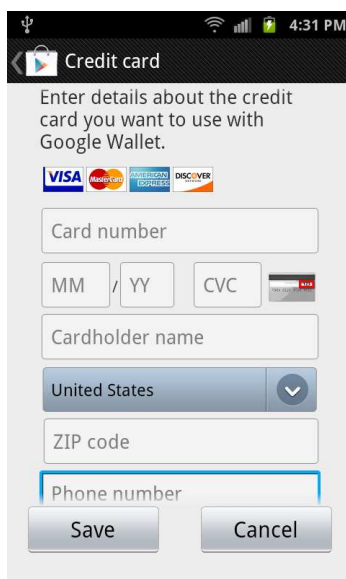 4:31 PM
Credit card
Enter details about the credit
card you want to use with
Google Wallet.
VISA MasterCard AMERICAN EXPRESS DISCOVER
Card number
MM / YY CVC
Cardholder name
United States
ZIP code
Phone number
Save Cancel